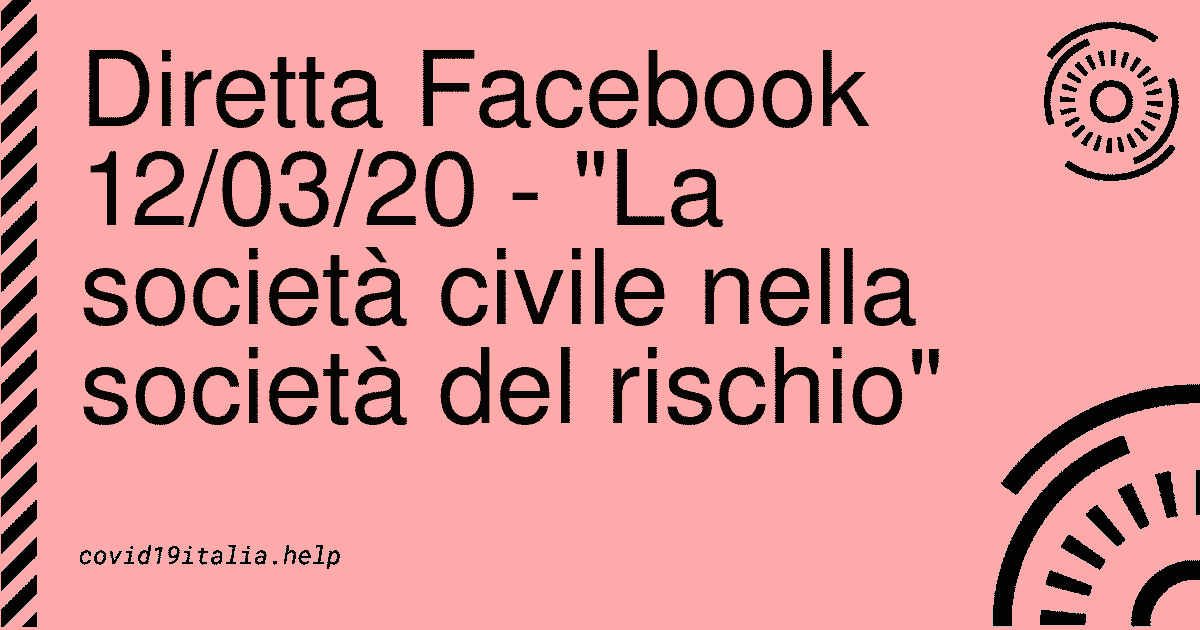 Diretta Facebook
12/03/20 - "La
società civile nella
società del rischio"
covid19italia.help